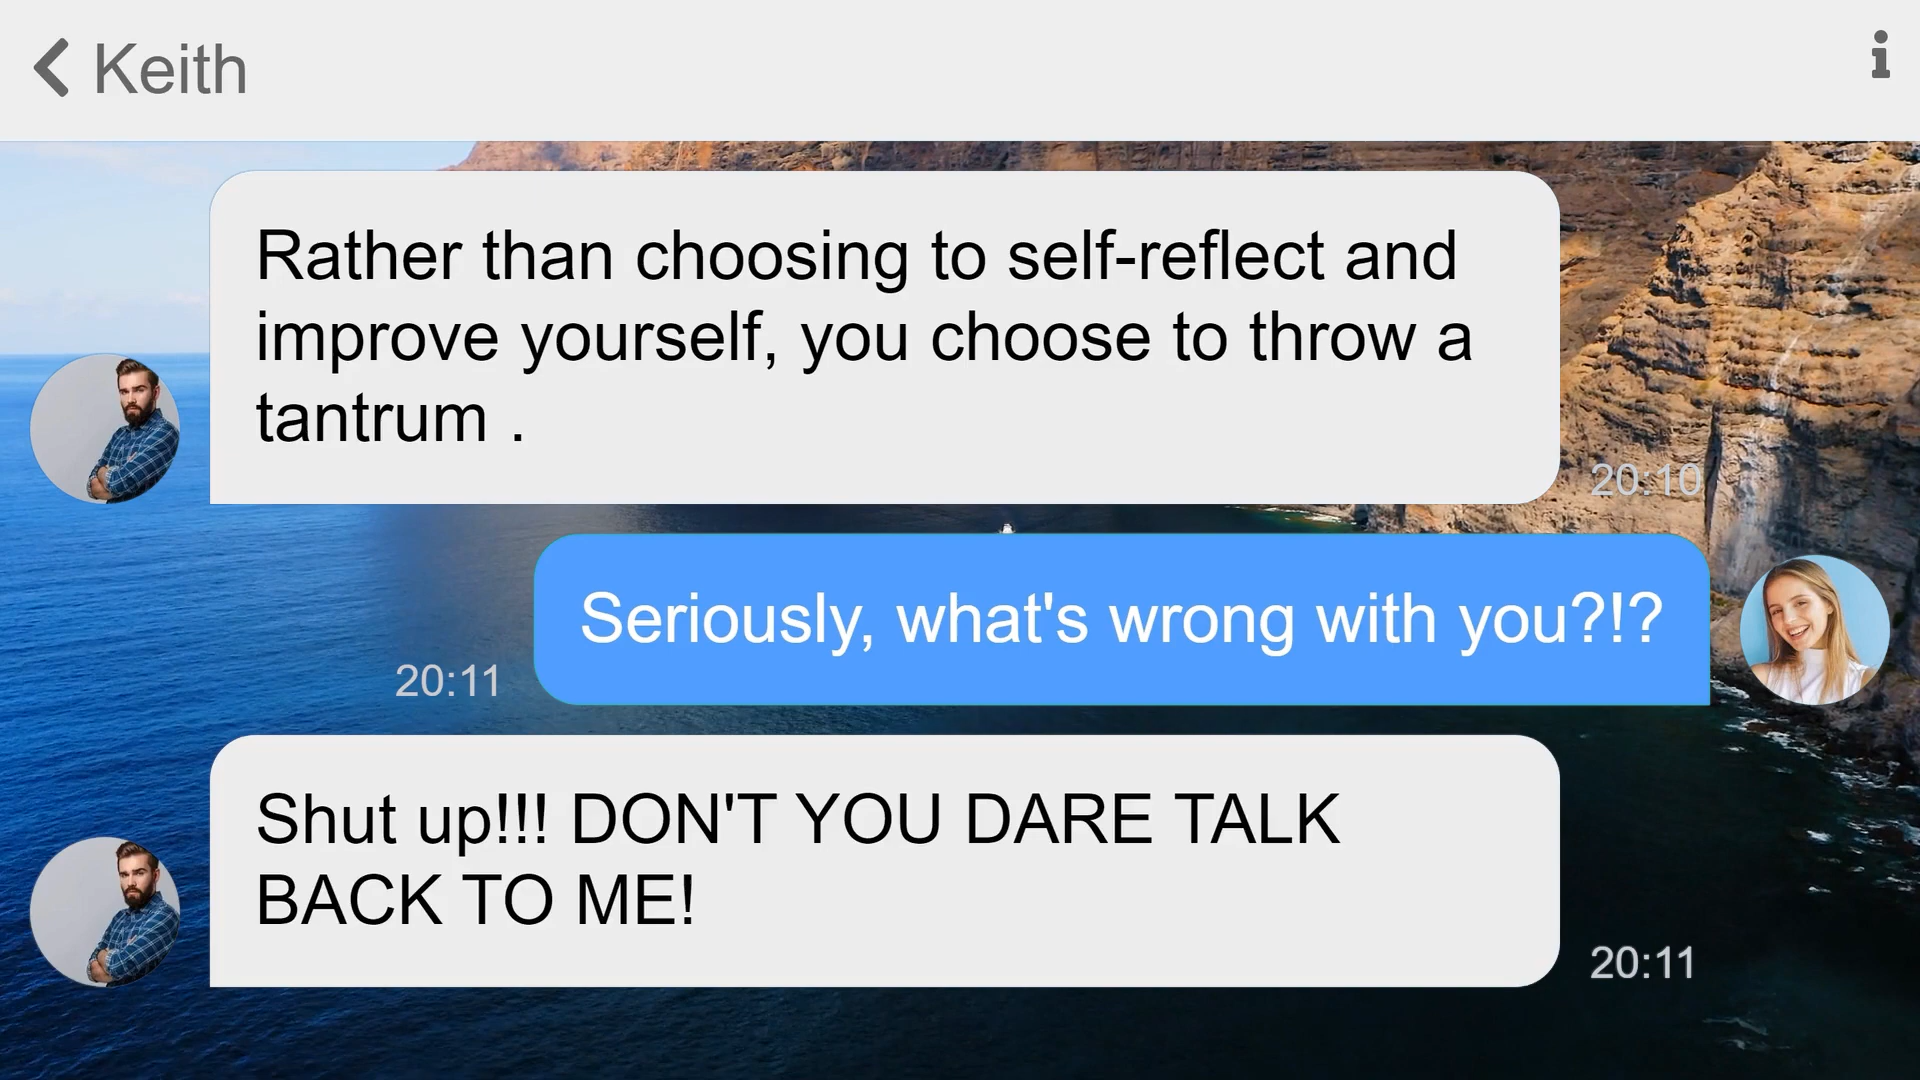 Keith
Rather than choosing to self-reflect and
improve yourself, you choose to throw a
tantrum .
20:10
Seriously, what's wrong with you?!?
20:11
Shut up!!! DON'T YOU DARE TALK
BACK TO ME!
20:11